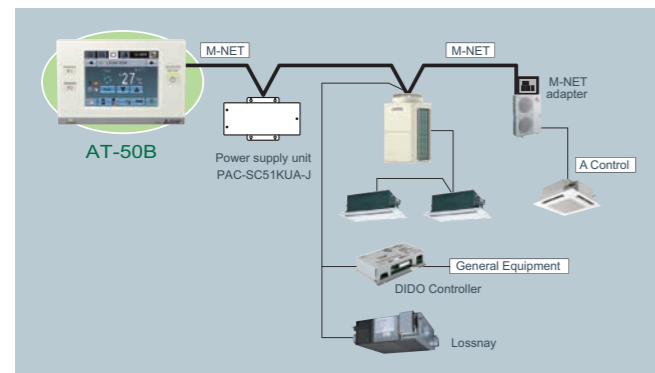 M-NET
M-NET
M-NET
adapter
AT-50B
Power supply unit
PAC-SC51KUA-J
A Control
General Equipment
DIDO Controller
Lossnay